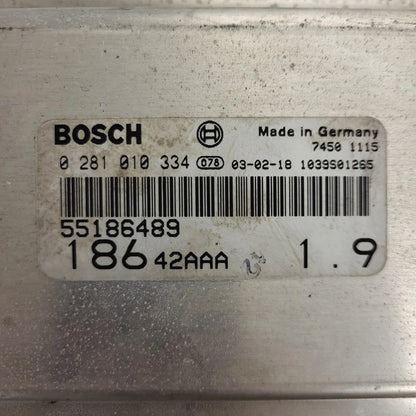 BOSCH Made in Germany
7450 1115
0 281 010 334 078 03-02-18 1039S01265
55186489
186 42AAA 1.9